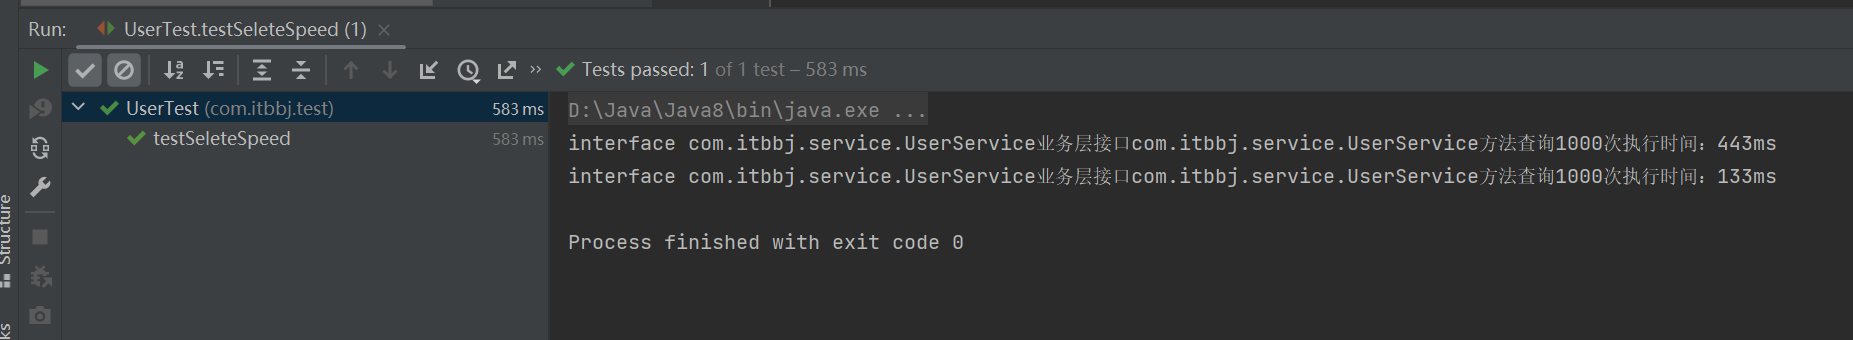 Run: UserTest.testSeleteSpeed (1)
Tests passed: 1 of 1 test – 583 ms
UserTest (com.itbbj.test) 583 ms
testSeleteSpeed 583 ms
D:\Java\Java8\bin\java.exe ...
interface com.itbbj.service.UserService业务层接口com.itbbj.service.UserService方法查询1000次执行时间：443ms
interface com.itbbj.service.UserService业务层接口com.itbbj.service.UserService方法查询1000次执行时间：133ms
Process finished with exit code 0
Structure
ks